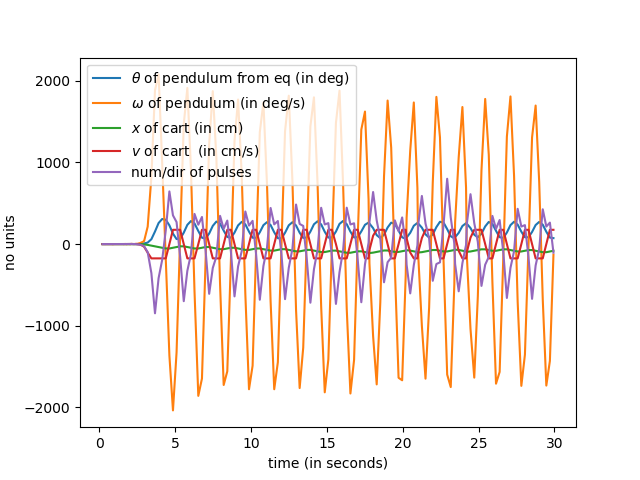 θ of pendulum from eq (in deg)
ω of pendulum (in deg/s)
x of cart (in cm)
v of cart  (in cm/s)
num/dir of pulses
2000
1000
0
−1000
−2000
no units
0 5 10 15 20 25 30
time (in seconds)